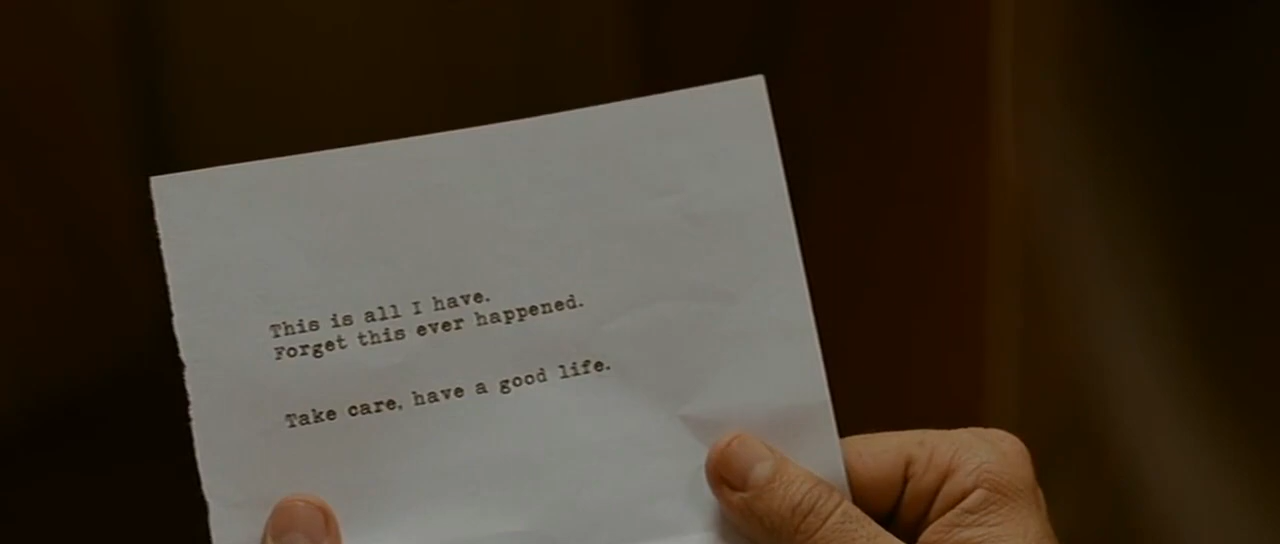 This is all I have.
Forget this ever happened.
Take care, have a good life.